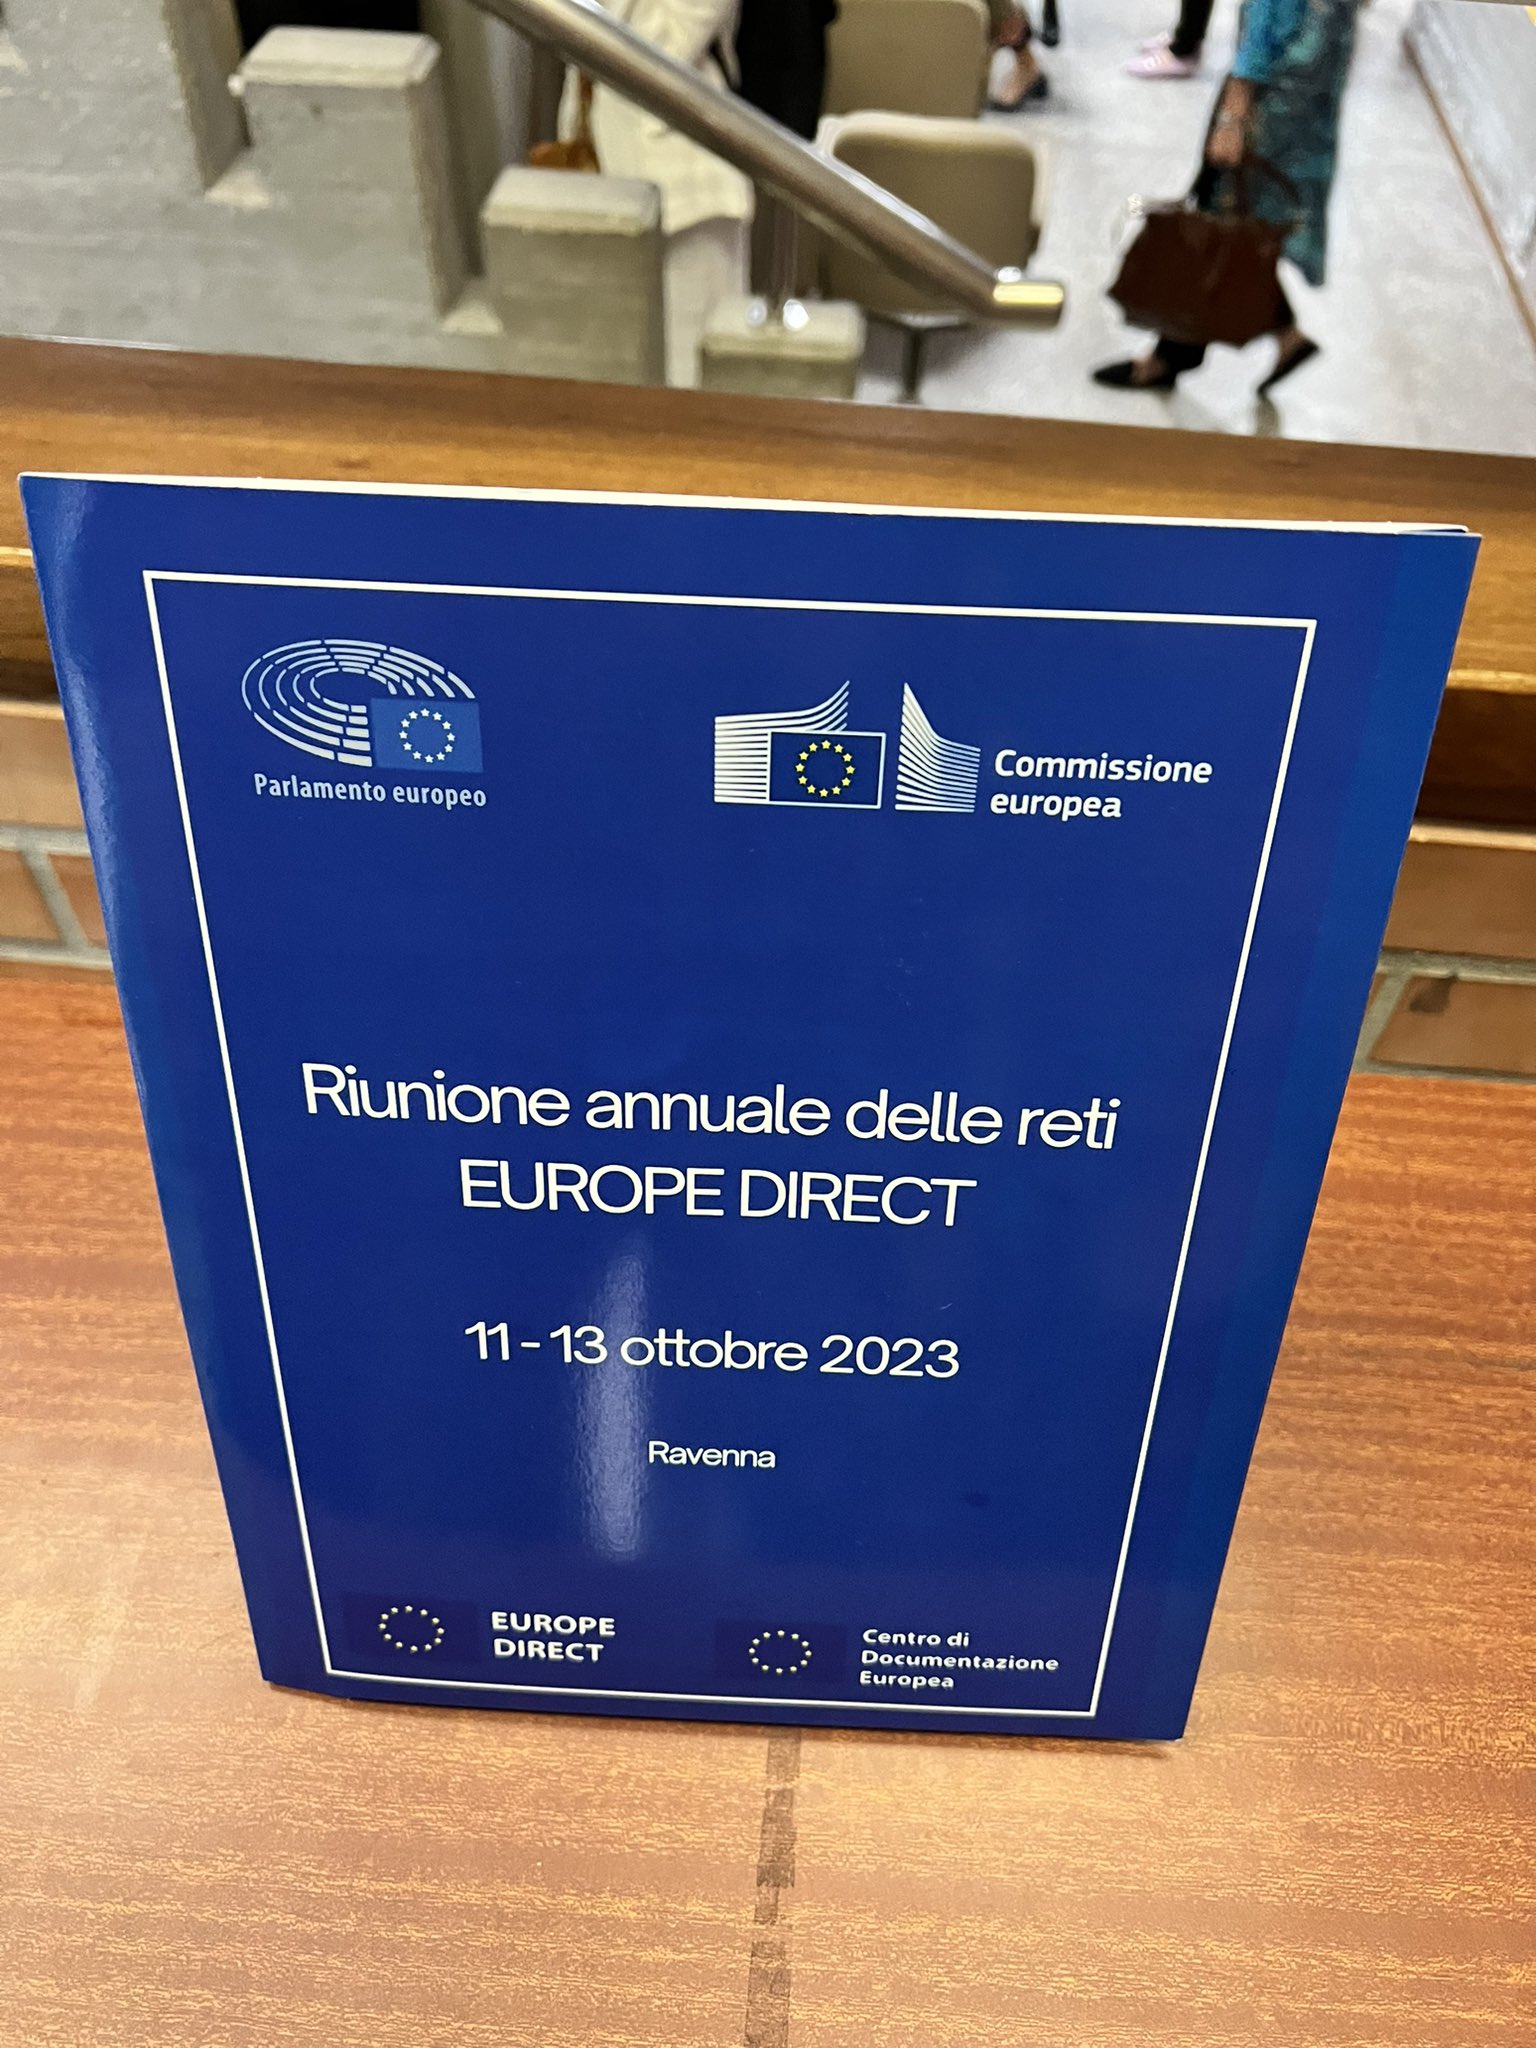 Parlamento europeo
Commissione
europea
Riunione annuale delle reti
EUROPE DIRECT
11 - 13 ottobre 2023
Ravenna
EUROPE
DIRECT
Centro di
Documentazione
Europea